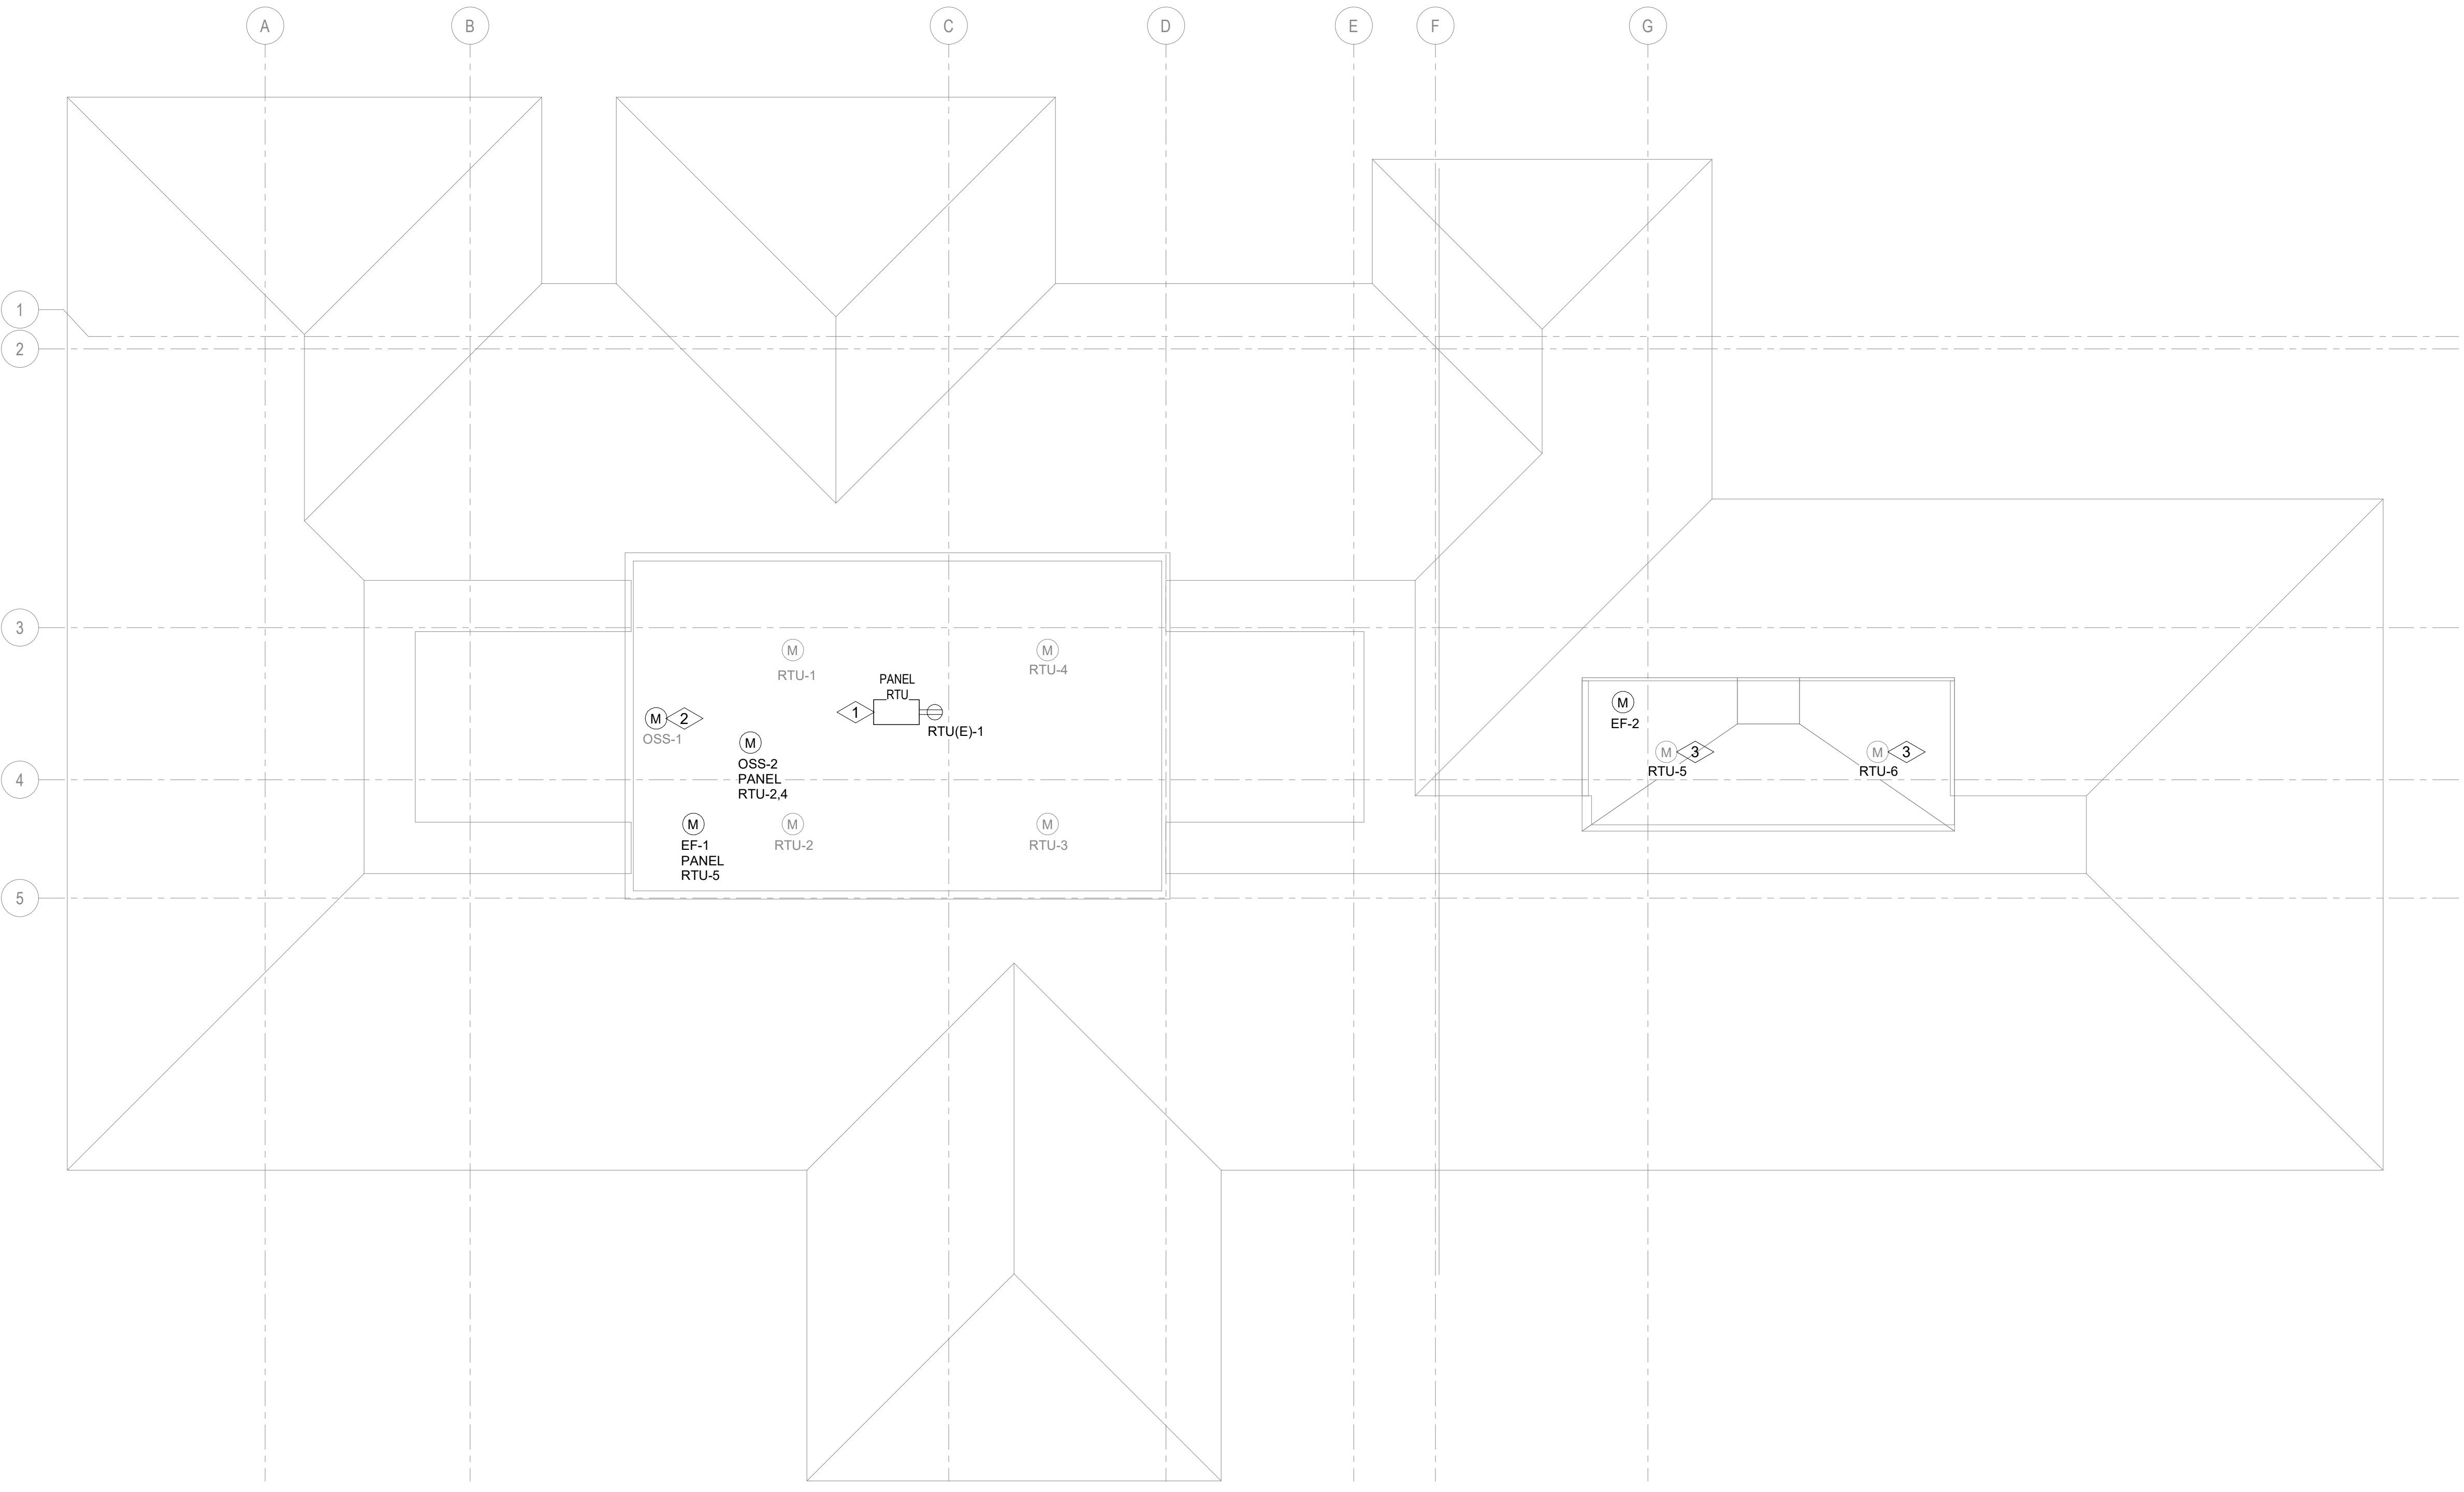 A
B
C
D
E
F
G
1
2
3
4
5
M
RTU-1
M
RTU-4
PANEL
RTU
1
RTU(E)-1
M
2
OSS-1
M
OSS-2
PANEL
RTU-2,4
M
EF-1
PANEL
RTU-5
M
RTU-2
M
RTU-3
M
EF-2
M
3
RTU-5
M
3
RTU-6